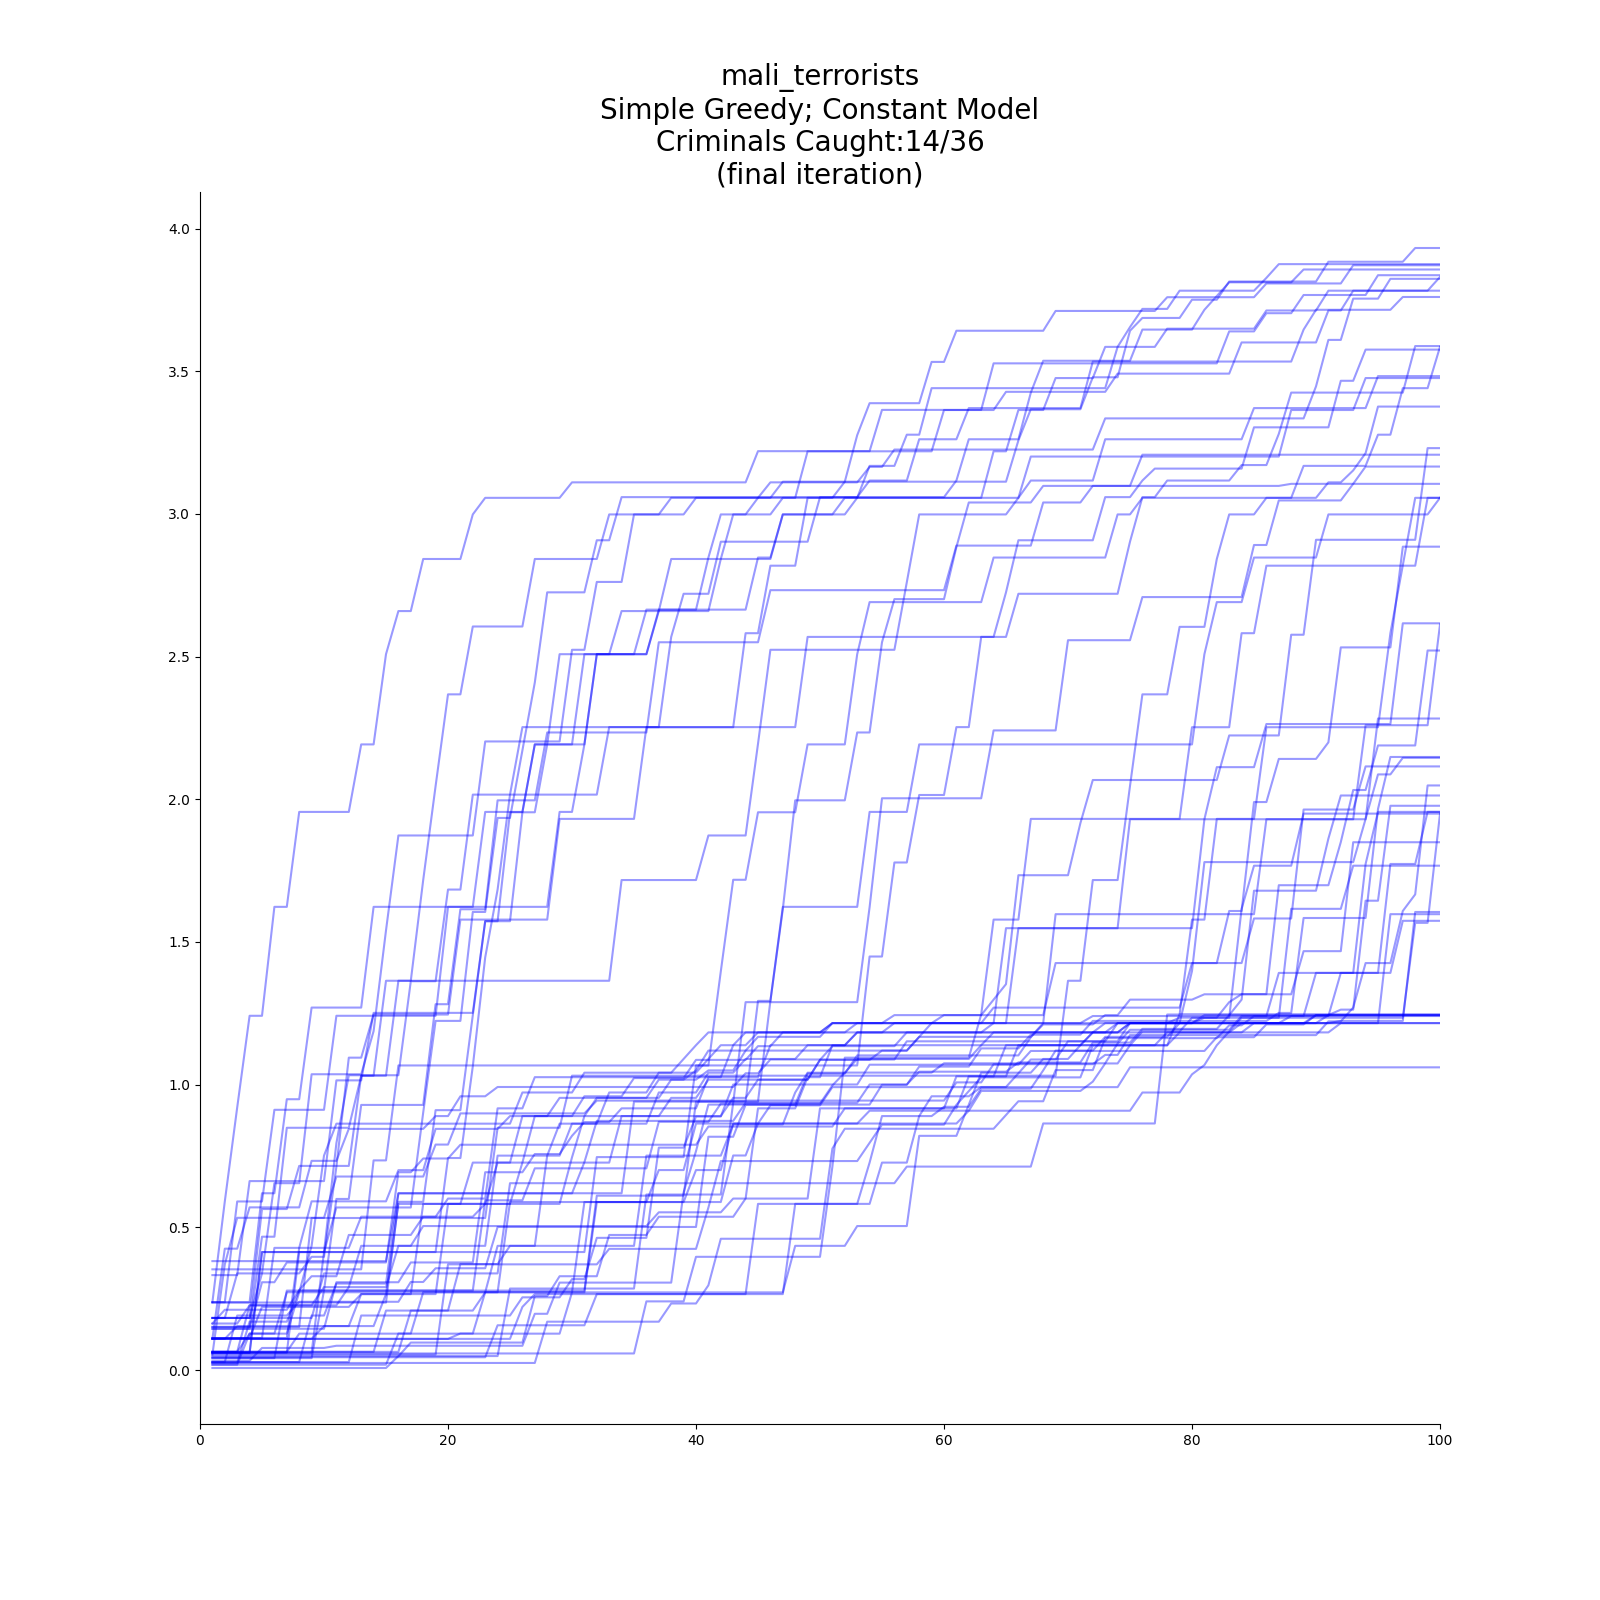 mali_terrorists
Simple Greedy; Constant Model
Criminals Caught:14/36
(final iteration)
4.0
3.5
3.0
2.5
2.0
1.5
1.0
0.5
0.0
0 20 40 60 80 100